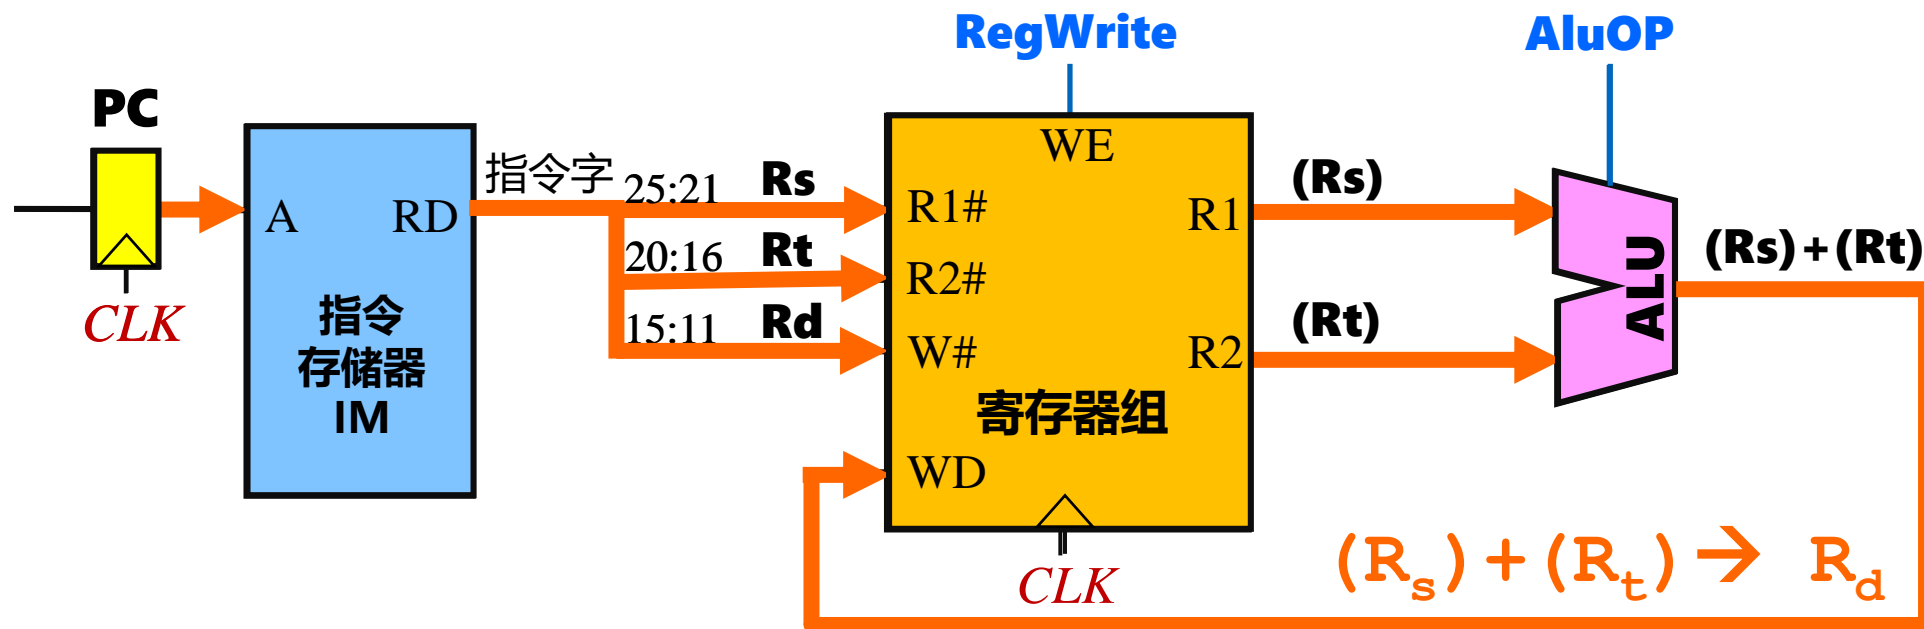 RegWrite
AluOP
PC
WE
指令字
25:21
Rs
(Rs)
A
RD
R1#
R1
20:16
Rt
(Rs)+(Rt)
R2#
ALU
CLK
指令
存储器
IM
15:11
Rd
(Rt)
W#
R2
寄存器组
WD
CLK
(Rs)+(Rt)→ Rd